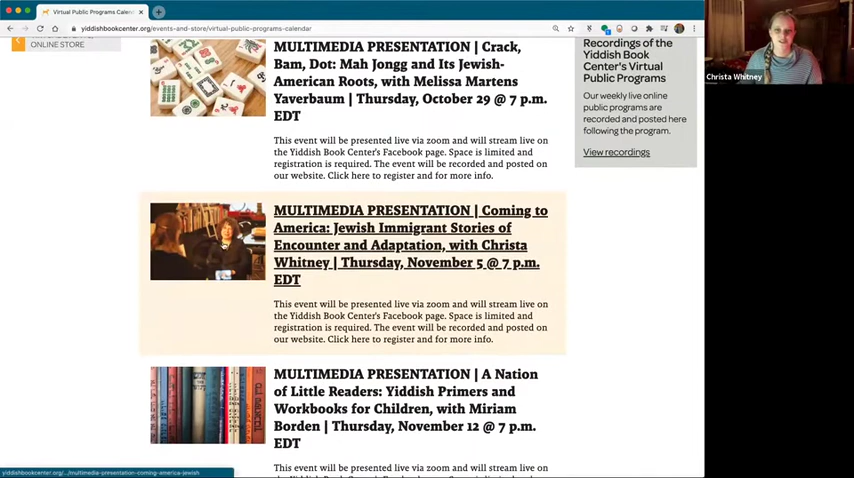 Virtual Public Programs Calenda
yiddishbookcenter.org/events-and-store/virtual-public-programs-calendar
ONLINE STORE
MULTIMEDIA PRESENTATION | Crack,
Bam, Dot: Mah Jongg and Its Jewish-
American Roots, with Melissa Martens
Yaverbaum | Thursday, October 29 @ 7 p.m.
EDT
This event will be presented live via zoom and will stream live on
the Yiddish Book Center's Facebook page. Space is limited and
registration is required. The event will be recorded and posted on
our website. Click here to register and for more info.
MULTIMEDIA PRESENTATION | Coming to
America: Jewish Immigrant Stories of
Encounter and Adaptation, with Christa
Whitney | Thursday, November 5 @ 7 p.m.
EDT
This event will be presented live via zoom and will stream live on
the Yiddish Book Center's Facebook page. Space is limited and
registration is required. The event will be recorded and posted on
our website. Click here to register and for more info.
MULTIMEDIA PRESENTATION | A Nation
of Little Readers: Yiddish Primers and
Workbooks for Children, with Miriam
Borden | Thursday, November 12 @ 7 p.m.
EDT
This event will be presented live via zoom and will stream live on
Recordings of the
Yiddish Book
Center's Virtual
Public Programs
Our weekly live online
public programs are
recorded and posted here
following the program.
View recordings
Christa Whitney
yiddishbookcenter.org/.../multimedia-presentation-coming-america-jewish